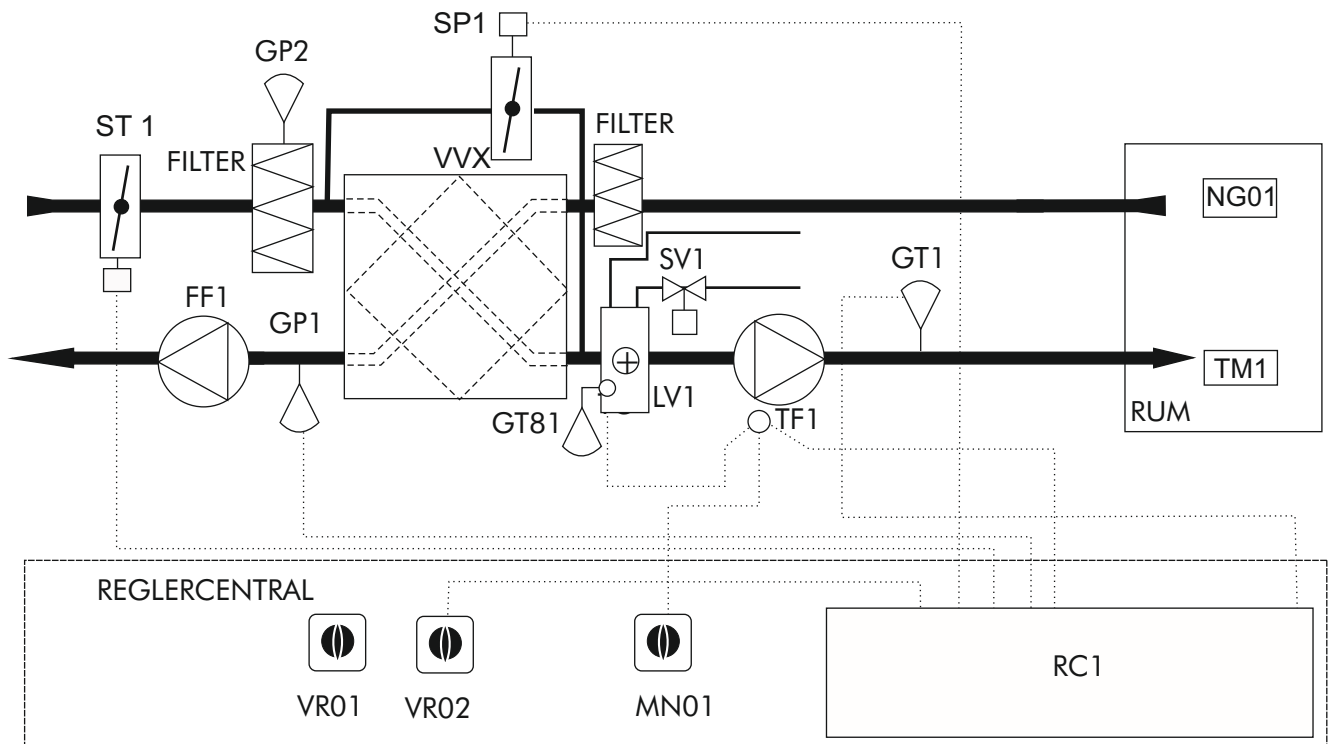 SP1
GP2
ST 1
FILTER
FILTER
VVX
NG01
SV1
GT1
FF1
GP1
LV1
TM1
GT81
TF1
RUM
REGLERCENTRAL
RC1
VR01
VR02
MN01